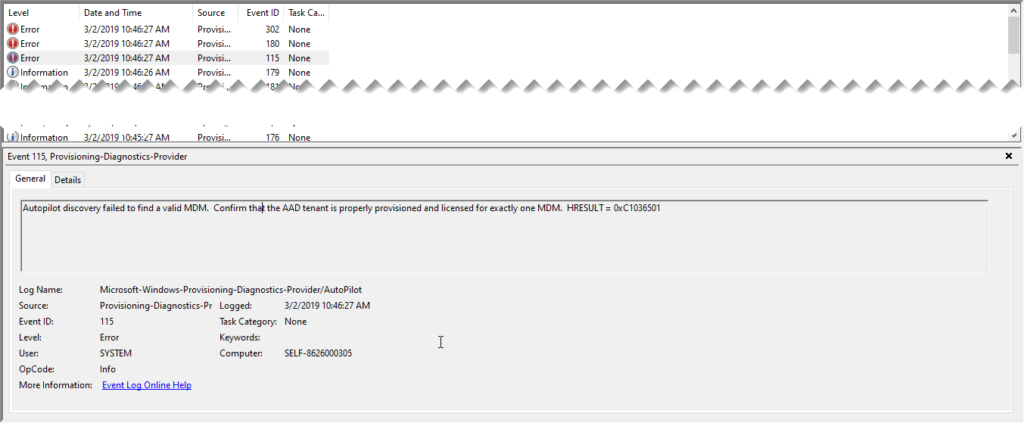 Level Date and Time Source Event ID Task Ca...
Error 3/2/2019 10:46:27 AM Provisi... 302 None
Error 3/2/2019 10:46:27 AM Provisi... 180 None
Error 3/2/2019 10:46:27 AM Provisi... 115 None
Information 3/2/2019 10:46:26 AM Provisi... 179 None
Information 3/2/2019 10:45:27 AM Provisi... 176 None
Event 115, Provisioning-Diagnostics-Provider
General Details
Autopilot discovery failed to find a valid MDM.  Confirm that the AAD tenant is properly provisioned and licensed for exactly one MDM.  HRESULT = 0xC1036501
Log Name: Microsoft-Windows-Provisioning-Diagnostics-Provider/AutoPilot
Source: Provisioning-Diagnostics-Pr Logged: 3/2/2019 10:46:27 AM
Event ID: 115 Task Category: None
Level: Error Keywords:
User: SYSTEM Computer: SELF-8626000305
OpCode: Info
More Information: Event Log Online Help